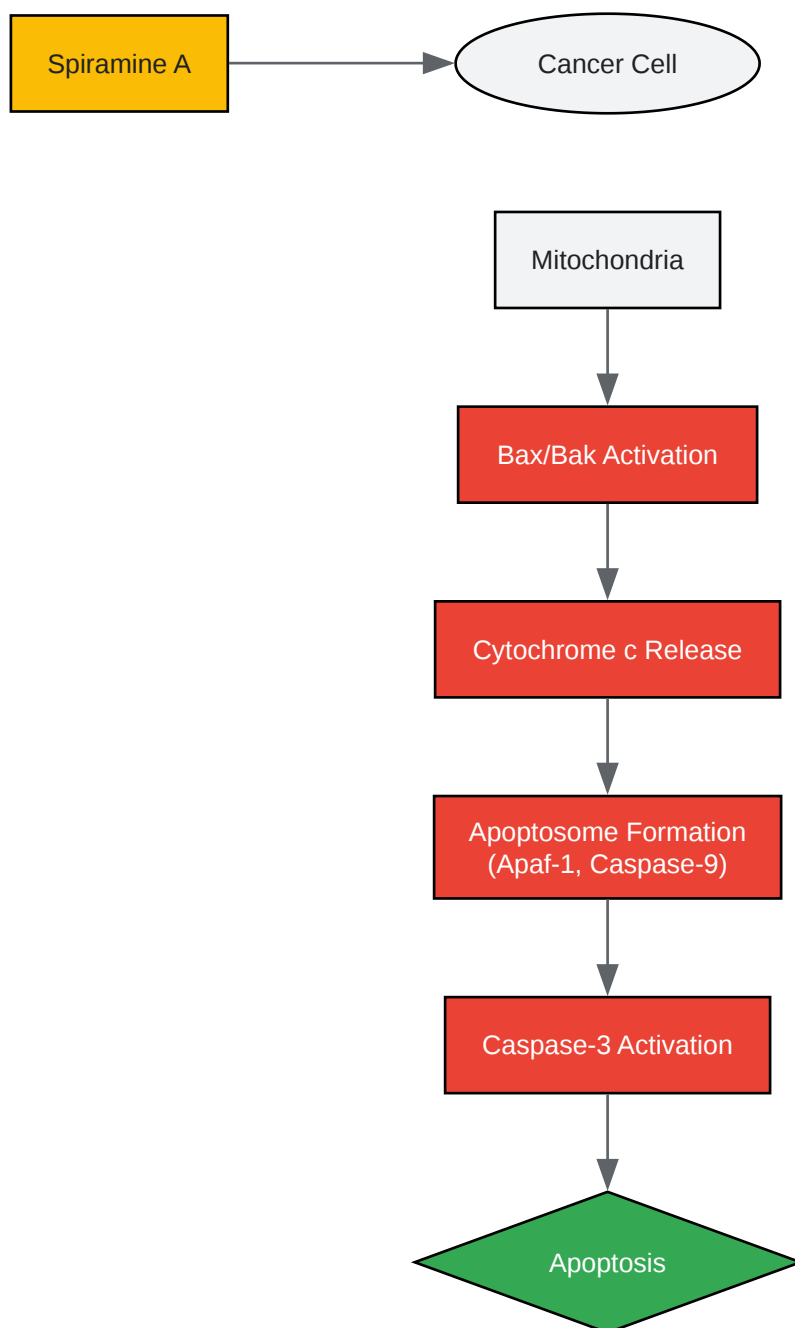 Spiramine A
Cancer Cell
Mitochondria
Bax/Bak Activation
Cytochrome c Release
Apoptosome Formation
(Apaf-1, Caspase-9)
Caspase-3 Activation
Apoptosis